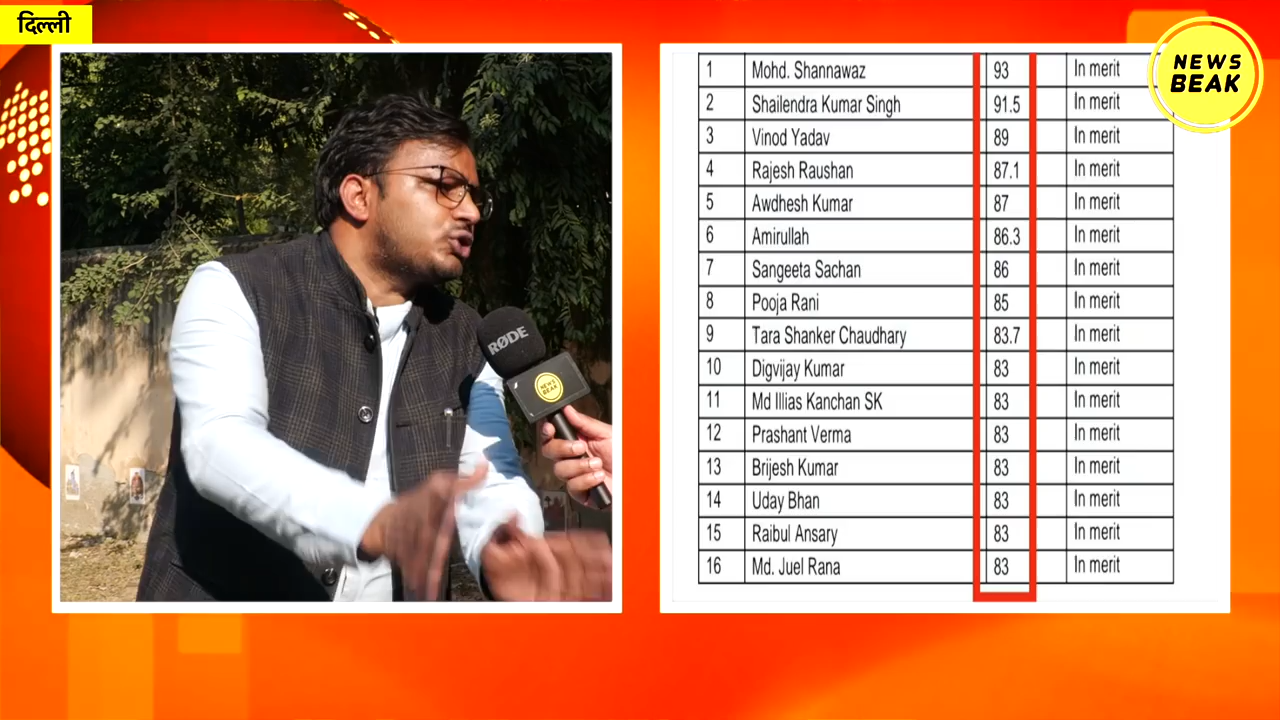 दिल्ली
NEWS
BEAK
RØDE
NEWS
BEAK
1 Mohd. Shannawaz 93 In merit
2 Shailendra Kumar Singh 91.5 In merit
3 Vinod Yadav 89 In merit
4 Rajesh Raushan 87.1 In merit
5 Awdhesh Kumar 87 In merit
6 Amirullah 86.3 In merit
7 Sangeeta Sachan 86 In merit
8 Pooja Rani 85 In merit
9 Tara Shanker Chaudhary 83.7 In merit
10 Digvijay Kumar 83 In merit
11 Md Illias Kanchan SK 83 In merit
12 Prashant Verma 83 In merit
13 Brijesh Kumar 83 In merit
14 Uday Bhan 83 In merit
15 Raibul Ansary 83 In merit
16 Md. Juel Rana 83 In merit